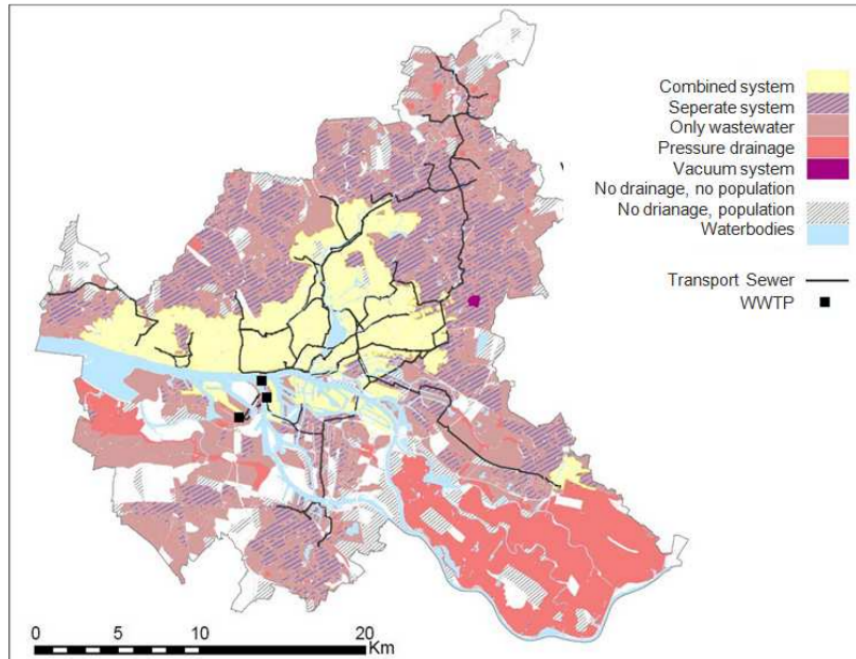 Combined system
Seperate system
Only wastewater
Pressure drainage
Vacuum system
No drainage, no population
No drianage, population
Waterbodies
Transport Sewer
WWTP
0 5 10 20
Km